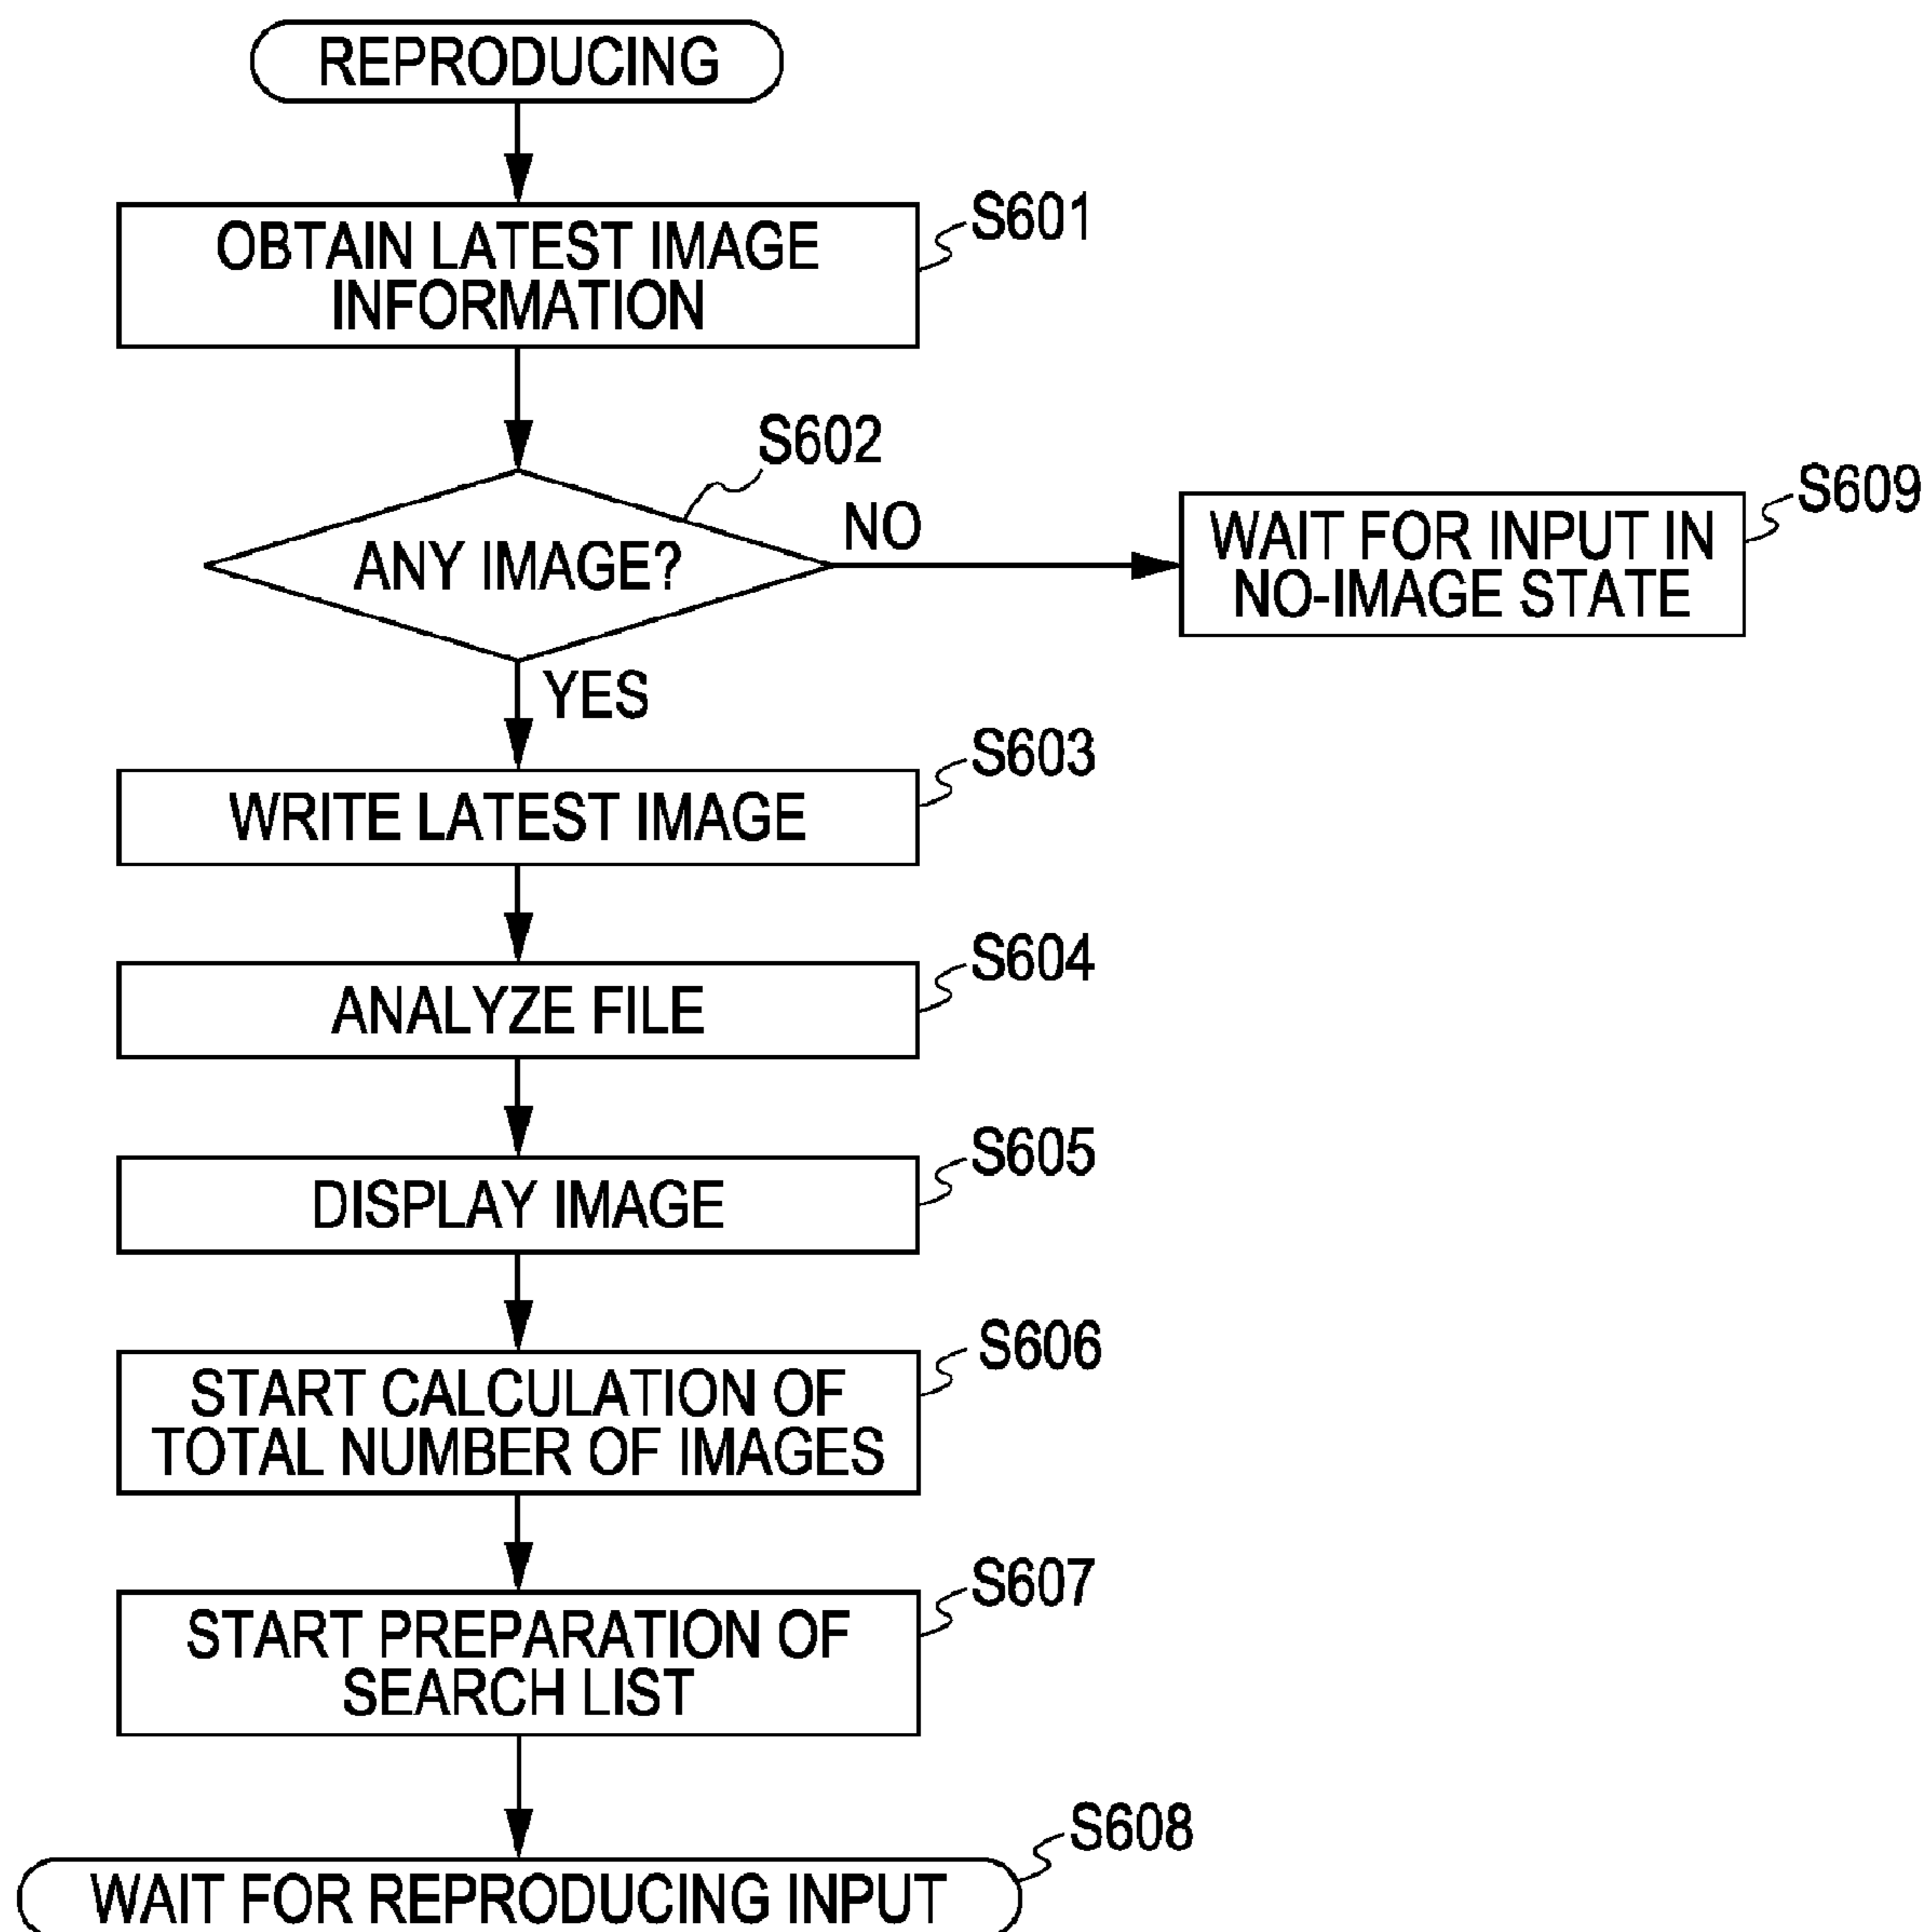 REPRODUCING
OBTAIN LATEST IMAGE
INFORMATION
S601
S602
ANY IMAGE?
NO
WAIT FOR INPUT IN
NO-IMAGE STATE
S609
YES
WRITE LATEST IMAGE
S603
ANALYZE FILE
S604
DISPLAY IMAGE
S605
START CALCULATION OF
TOTAL NUMBER OF IMAGES
S606
START PREPARATION OF
SEARCH LIST
S607
WAIT FOR REPRODUCING INPUT
S608